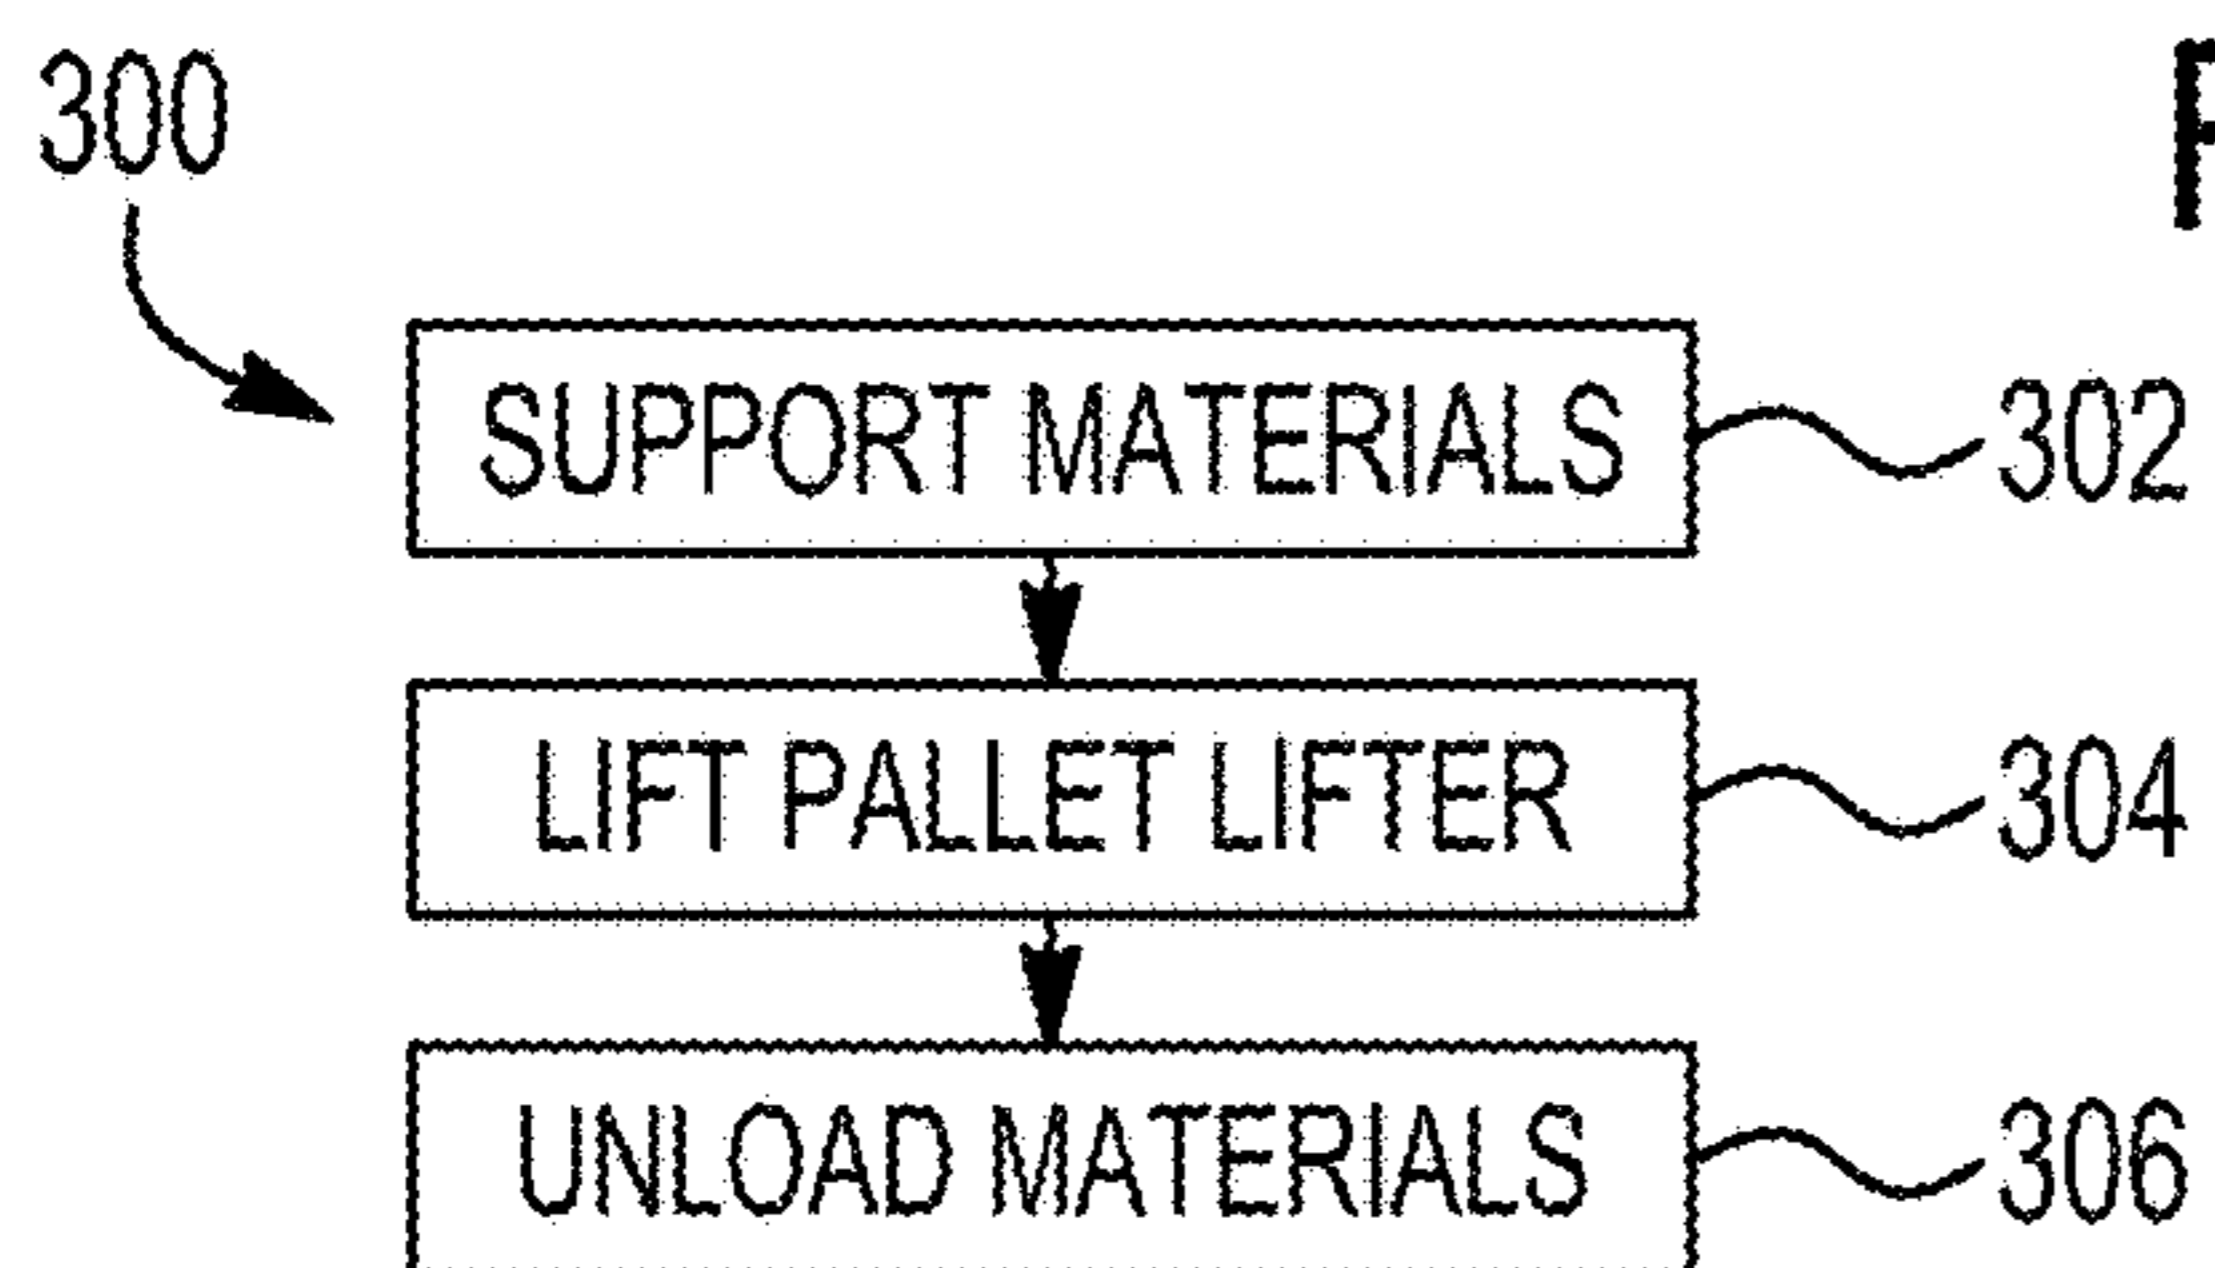 300
SUPPORT MATERIALS 302
LIFT PALLET LIFTER 304
UNLOAD MATERIALS 306